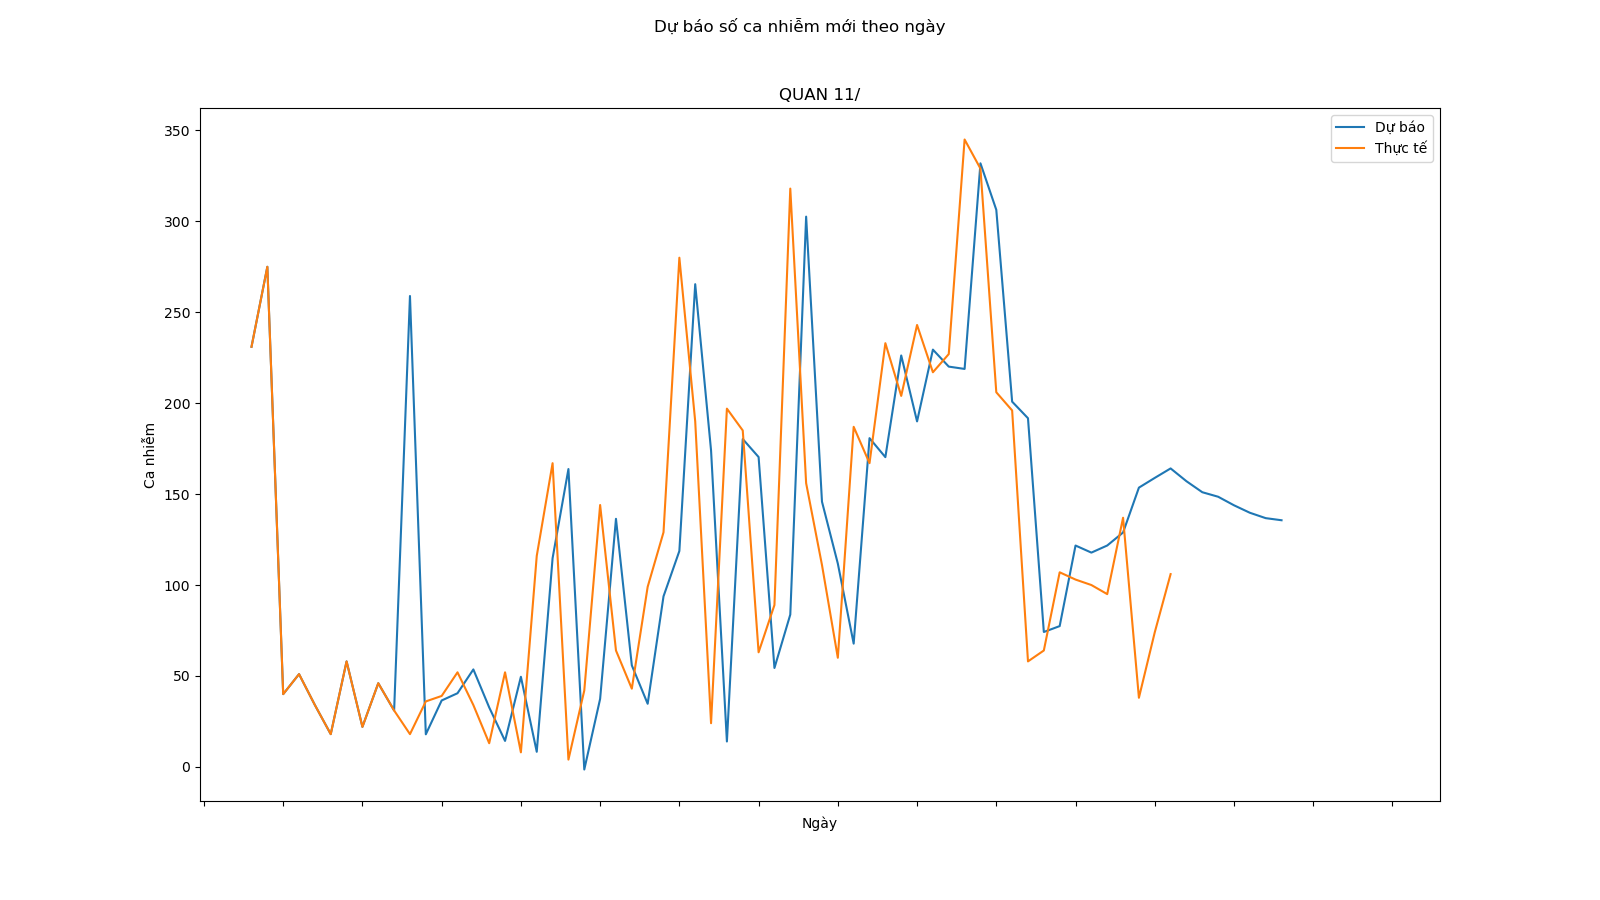 Dự báo số ca nhiễm mới theo ngày
QUAN 11/
Dự báo
Thực tế
350
300
250
200
150
100
50
0
Ca nhiễm
Ngày